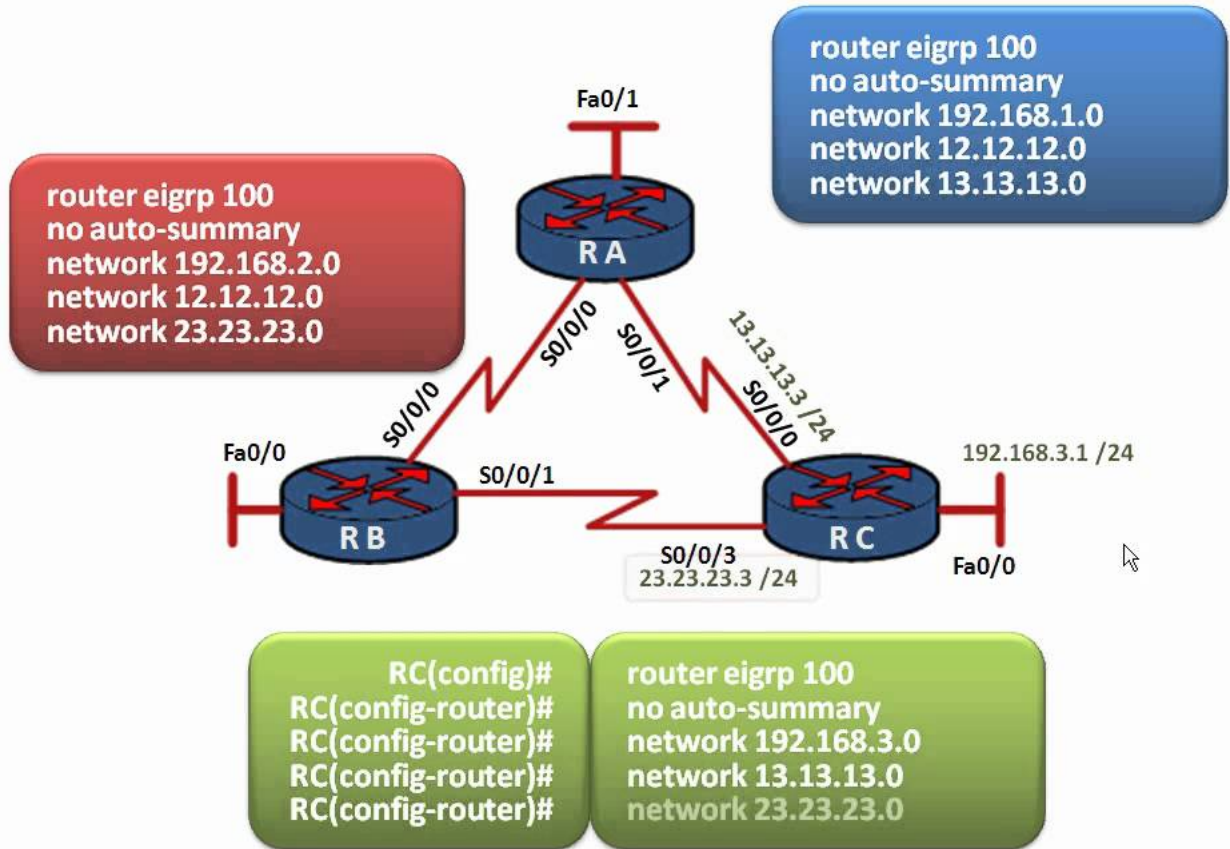 router eigrp 100
no auto-summary
network 192.168.1.0
network 12.12.12.0
network 13.13.13.0
Fa0/1
router eigrp 100
no auto-summary
network 192.168.2.0
network 12.12.12.0
network 23.23.23.0
R A
S0/0/0
S0/0/1
13.13.13.3 /24
S0/0/0
S0/0/0
Fa0/0
S0/0/1
192.168.3.1 /24
R B
R C
S0/0/3
23.23.23.3 /24
Fa0/0
RC(config)# router eigrp 100
RC(config-router)# no auto-summary
RC(config-router)# network 192.168.3.0
RC(config-router)# network 13.13.13.0
RC(config-router)# network 23.23.23.0